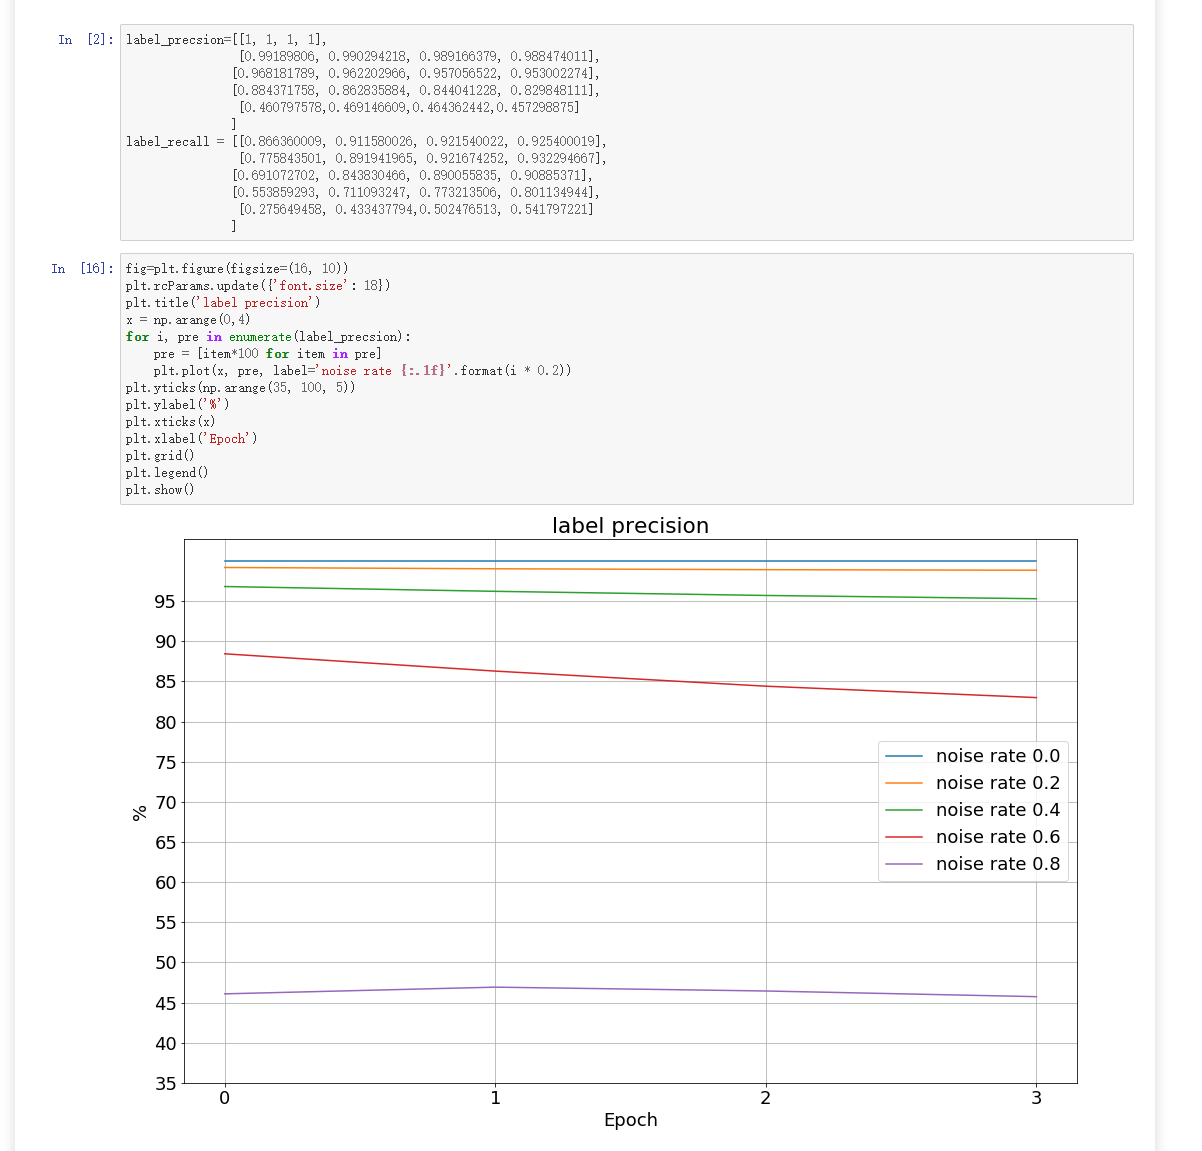 In [2]: label_precsion=[[1, 1, 1, 1],
[0.99189806, 0.990294218, 0.989166379, 0.988474011],
[0.968181789, 0.962202966, 0.957056522, 0.953002274],
[0.884371758, 0.862835884, 0.844041228, 0.829848111],
[0.460797578,0.469146609,0.464362442,0.457298875]
]
label_recall = [[0.866360009, 0.911580026, 0.921540022, 0.925400019],
[0.775843501, 0.891941965, 0.921674252, 0.932294667],
[0.691072702, 0.843830466, 0.890055835, 0.90885371],
[0.553859293, 0.711093247, 0.773213506, 0.801134944],
[0.275649458, 0.433437794,0.502476513, 0.541797221]
]
In [16]: fig=plt.figure(figsize=(16, 10))
plt.rcParams.update({'font.size': 18})
plt.title('label precision')
x = np.arange(0,4)
for i, pre in enumerate(label_precsion):
    pre = [item*100 for item in pre]
    plt.plot(x, pre, label='noise rate {:.1f}'.format(i * 0.2))
plt.yticks(np.arange(35, 100, 5))
plt.ylabel('%')
plt.xticks(x)
plt.xlabel('Epoch')
plt.grid()
plt.legend()
plt.show()
label precision
95
90
85
80
75
70
65
60
55
50
45
40
35
%
noise rate 0.0
noise rate 0.2
noise rate 0.4
noise rate 0.6
noise rate 0.8
0 1 2 3
Epoch